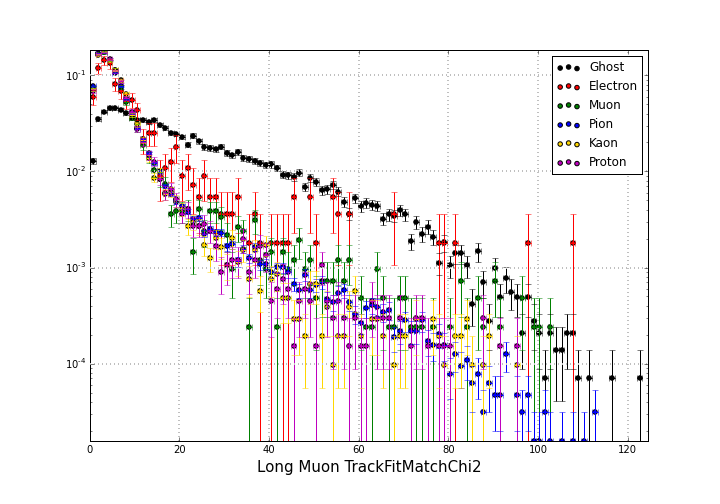 10⁻¹
10⁻²
10⁻³
10⁻⁴
Ghost
Electron
Muon
Pion
Kaon
Proton
0 20 40 60 80 100 120
Long Muon TrackFitMatchChi2